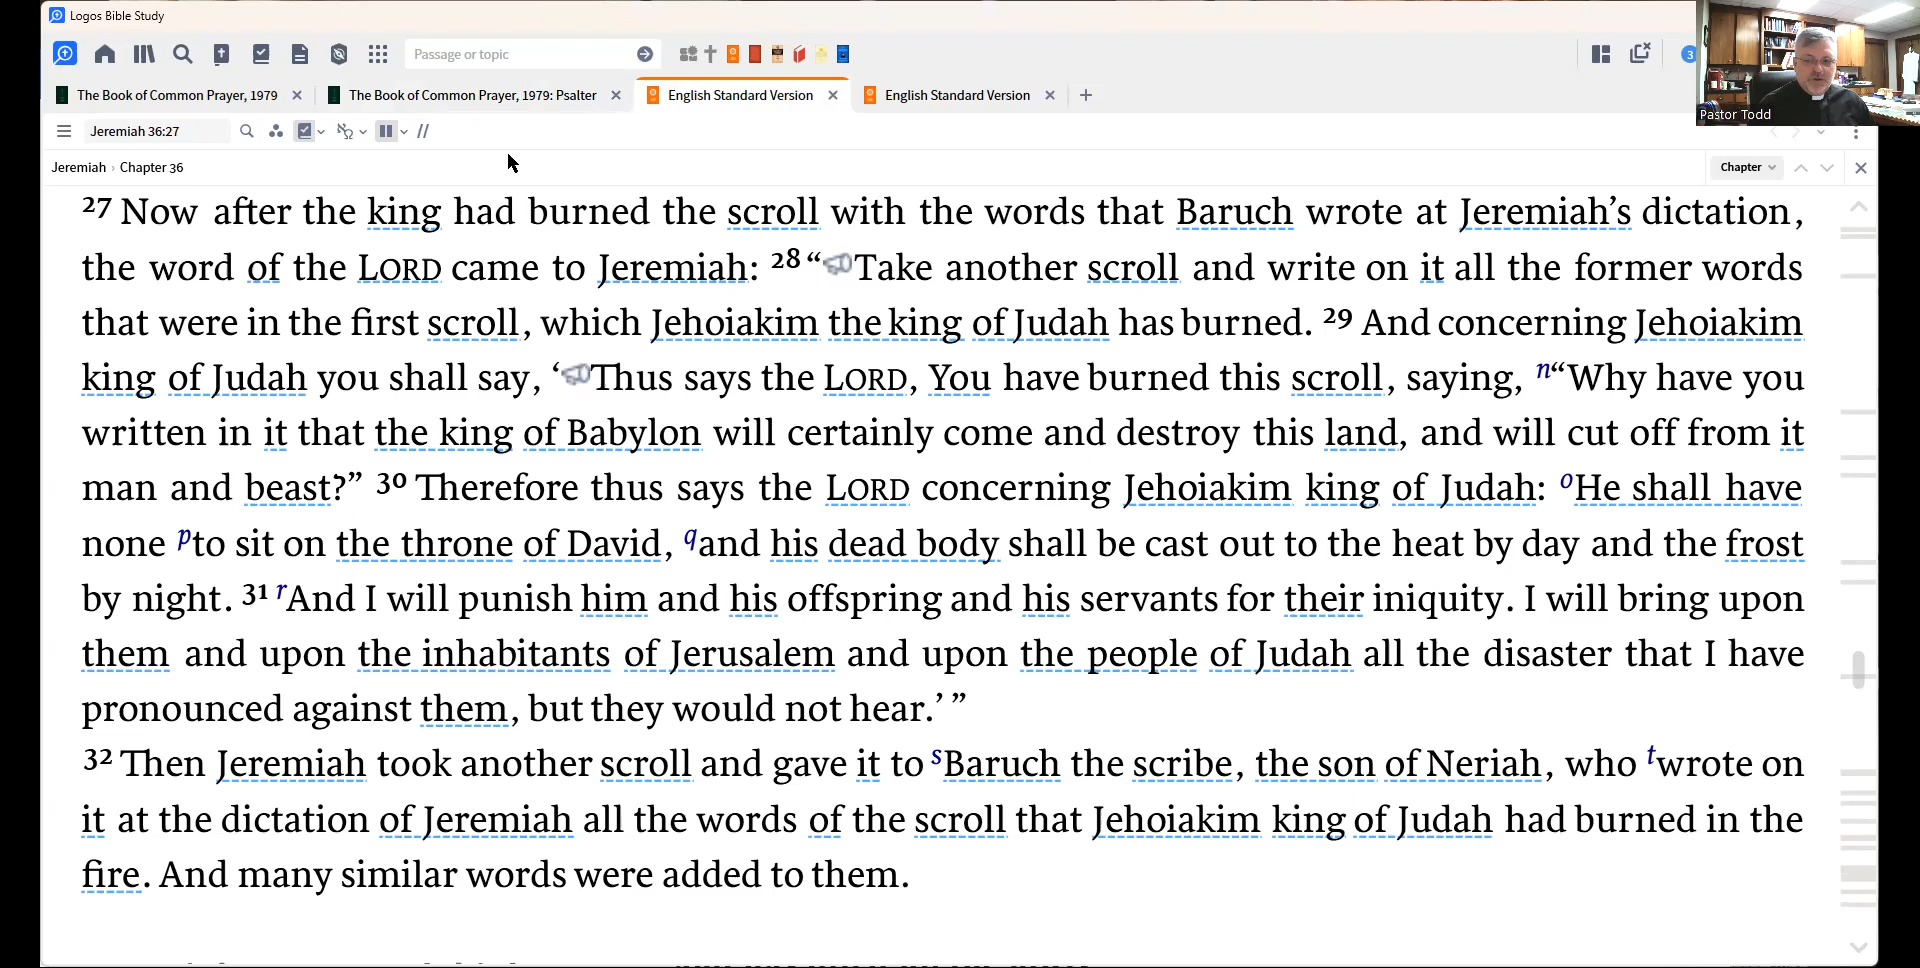 Logos Bible Study
Passage or topic
3
The Book of Common Prayer, 1979
The Book of Common Prayer, 1979: Psalter
English Standard Version
English Standard Version
Pastor Todd
Jeremiah 36:27
Jeremiah › Chapter 36
Chapter
27 Now after the king had burned the scroll with the words that Baruch wrote at Jeremiah’s dictation,
the word of the LORD came to Jeremiah: 28 “Take another scroll and write on it all the former words
that were in the first scroll, which Jehoiakim the king of Judah has burned. 29 And concerning Jehoiakim
king of Judah you shall say, ‘Thus says the LORD, You have burned this scroll, saying, n“Why have you
written in it that the king of Babylon will certainly come and destroy this land, and will cut off from it
man and beast?” 30 Therefore thus says the LORD concerning Jehoiakim king of Judah: oHe shall have
none pto sit on the throne of David, qand his dead body shall be cast out to the heat by day and the frost
by night. 31 rAnd I will punish him and his offspring and his servants for their iniquity. I will bring upon
them and upon the inhabitants of Jerusalem and upon the people of Judah all the disaster that I have
pronounced against them, but they would not hear.’ ”
32 Then Jeremiah took another scroll and gave it to sBaruch the scribe, the son of Neriah, who twrote on
it at the dictation of Jeremiah all the words of the scroll that Jehoiakim king of Judah had burned in the
fire. And many similar words were added to them.